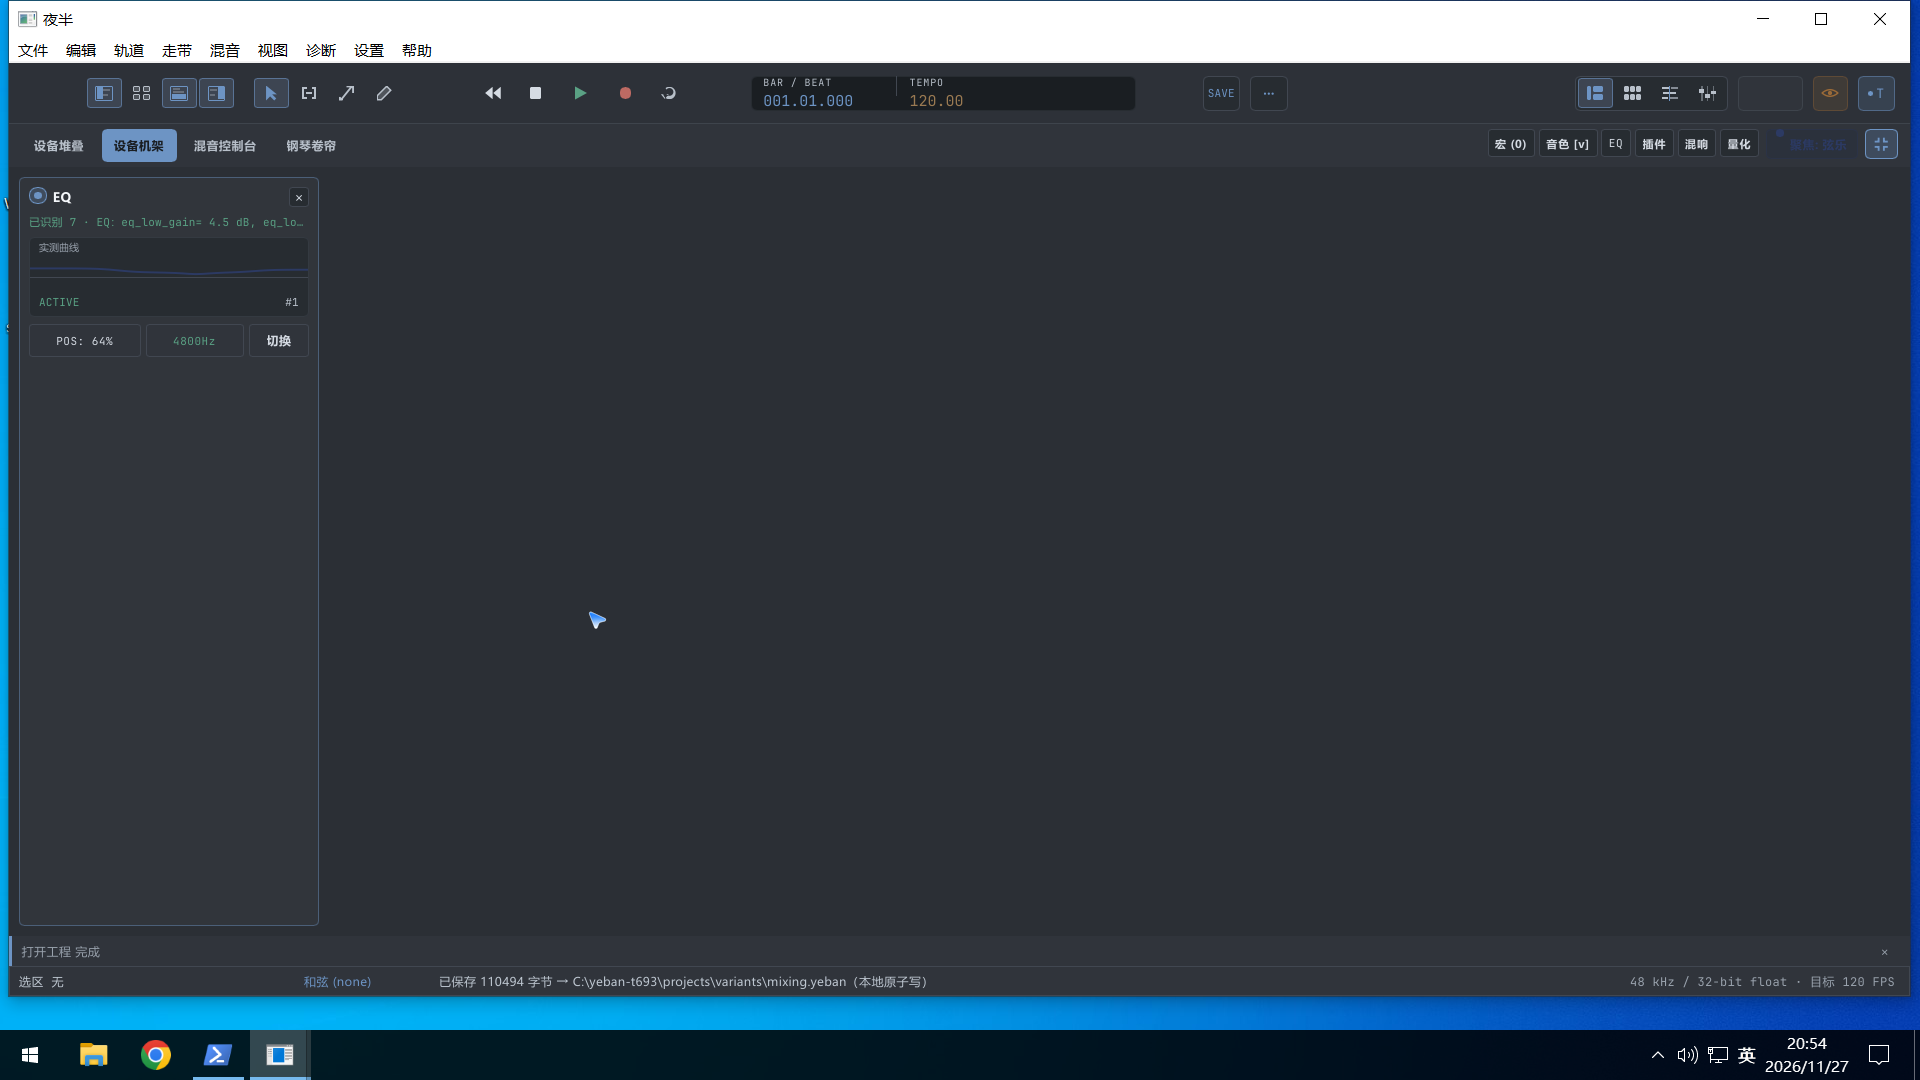 夜半
文件 编辑 轨道 走带 混音 视图 诊断 设置 帮助
BAR / BEAT TEMPO
001.01.000 120.00
SAVE ··· T
设备堆叠 设备机架 混音控制台 钢琴卷帘 宏 (0) 音色 [v] EQ 插件 混响 量化
EQ ×
已识别 7 · EQ: eq_low_gain= 4.5 dB, eq_lo…
实测曲线
ACTIVE #1
POS: 64% 4800Hz 切换
打开工程 完成 ×
选区 无 和弦 (none) 已保存 110494 字节 → C:\yeban-t693\projects\variants\mixing.yeban（本地原子写） 48 kHz / 32-bit float · 目标 120 FPS
英
20:54
2026/11/27